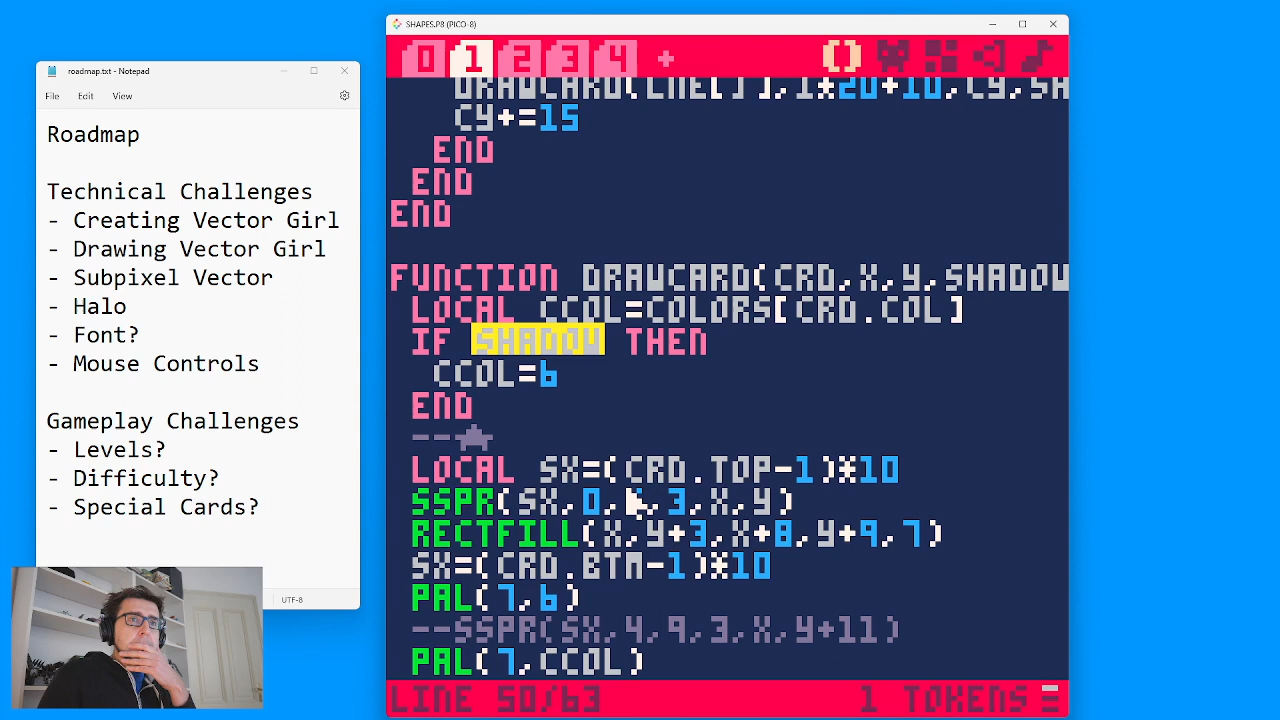 roadmap.txt - Notepad
File Edit View
Roadmap
Technical Challenges
- Creating Vector Girl
- Drawing Vector Girl
- Subpixel Vector
- Halo
- Font?
- Mouse Controls
Gameplay Challenges
- Levels?
- Difficulty?
- Special Cards?
UTF-8
SHAPES.P8 (PICO-8)
0 1 2 3 4 +
CY+=15
END
END
END
FUNCTION DRAWCARD(CRD,X,Y,SHADOW
LOCAL CCOL=COLORS[CRD.COL]
IF SHADOW THEN
CCOL=6
END
--
LOCAL SX=(CRD.TOP-1)*10
SSPR(SX,0, ,3,X,Y)
RECTFILL(X,Y+3,X+8,Y+9,7)
SX=(CRD.BTM-1)*10
PAL(7,6)
--SSPR(SX,4,9,3,X,Y+11)
PAL(7,CCOL)
LINE 50/63
1 TOKENS